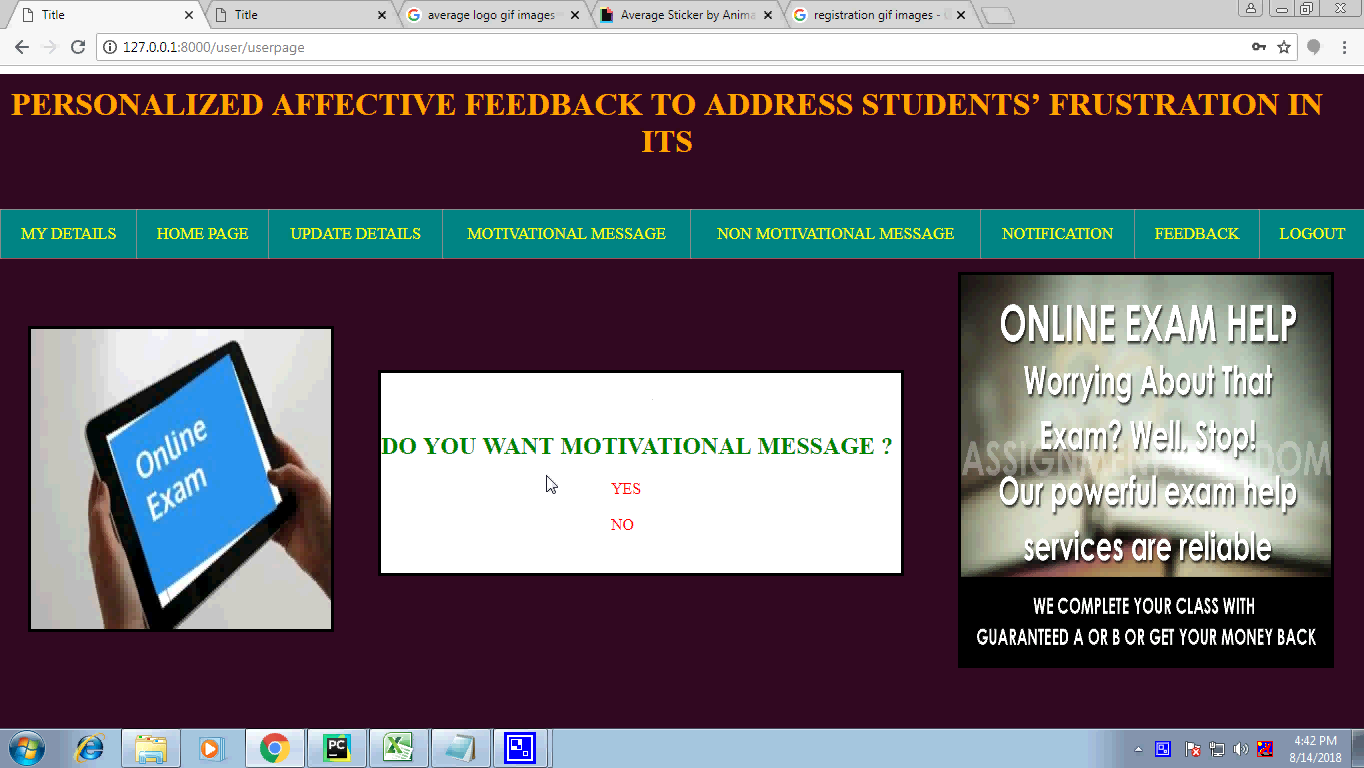 Title
Title
average logo gif images -
Average Sticker by Anima
registration gif images -
127.0.0.1:8000/user/userpage
PERSONALIZED AFFECTIVE FEEDBACK TO ADDRESS STUDENTS’ FRUSTRATION IN
ITS
MY DETAILS
HOME PAGE
UPDATE DETAILS
MOTIVATIONAL MESSAGE
NON MOTIVATIONAL MESSAGE
NOTIFICATION
FEEDBACK
LOGOUT
Online
Exam
DO YOU WANT MOTIVATIONAL MESSAGE ?
YES
NO
ONLINE EXAM HELP
Worrying About That
Exam? Well, Stop!
Our powerful exam help
services are reliable
WE COMPLETE YOUR CLASS WITH
GUARANTEED A OR B OR GET YOUR MONEY BACK
PC
4:42 PM
8/14/2018